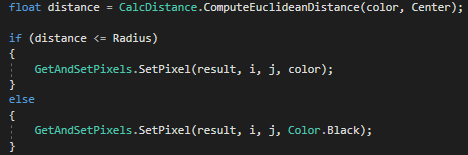 float distance = CalcDistance.ComputeEuclideanDistance(color, Center);
if (distance <= Radius)
{
GetAndSetPixels.SetPixel(result, i, j, color);
}
else
{
GetAndSetPixels.SetPixel(result, i, j, Color.Black);
}